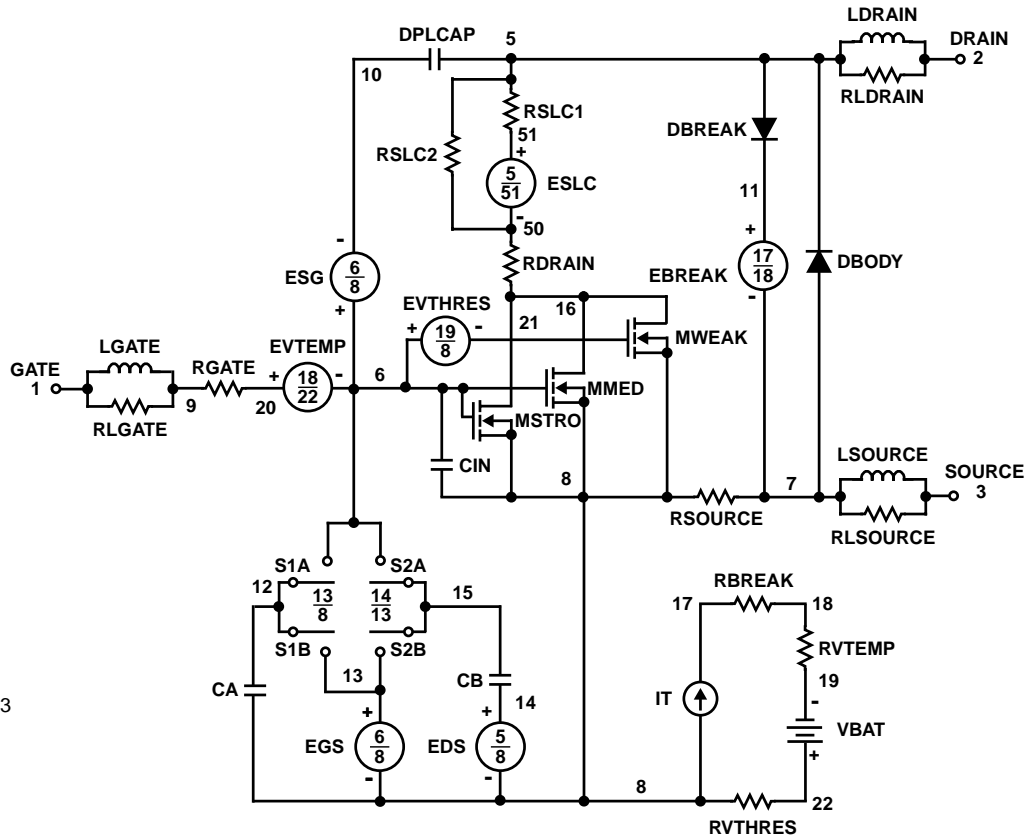 LDRAIN
DPLCAP
5
DRAIN
2
10
RLDRAIN
RSLC1
51
+
DBREAK
RSLC2
5
51
ESLC
11
-
50
-
+
RDRAIN
6
8
ESG
17
18
EBREAK
DBODY
EVTHRES
16
+
+
19
8
-
21
-
MWEAK
LGATE
EVTEMP
GATE
1
RGATE
+
18
22
-
6
MMED
9
20
RLGATE
MSTRO
LSOURCE
CIN
8
7
SOURCE
3
RSOURCE
RLSOURCE
S1A
S2A
12
13
8
14
13
15
RBREAK
17
18
S1B
S2B
RVTEMP
13
CB
19
CA
14
IT
-
3
+
+
VBAT
EGS
6
8
EDS
5
8
+
-
-
8
22
RVTHRES